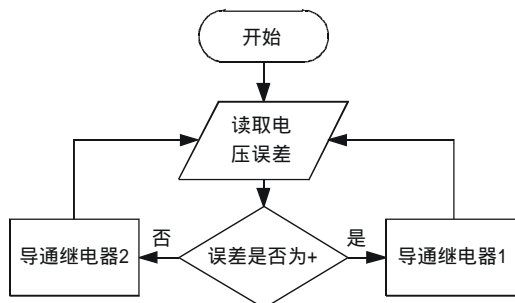 开始
读取电
压误差
否
误差是否为+
是
导通继电器2
导通继电器1